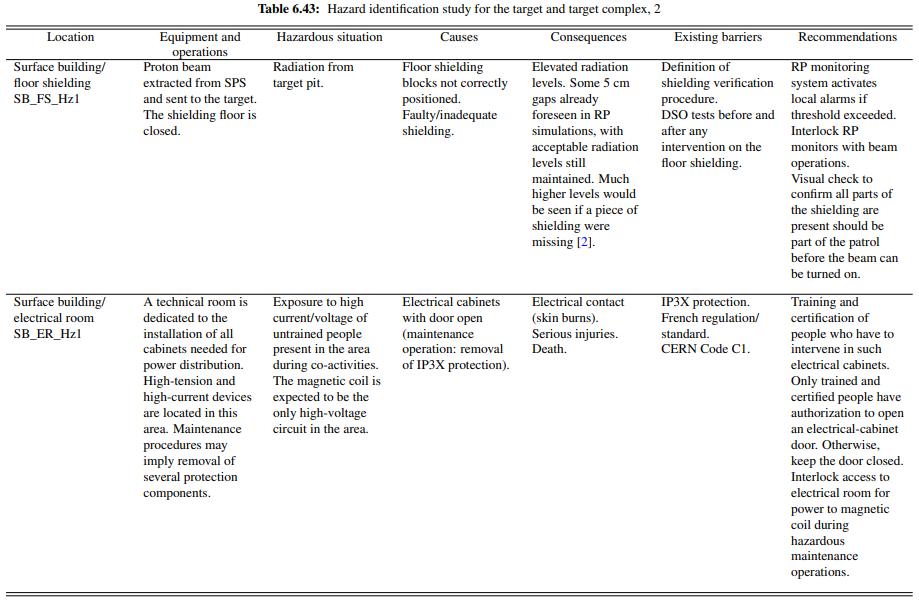 Table 6.43: Hazard identification study for the target and target complex, 2
Location
Equipment and
operations
Hazardous situation
Causes
Consequences
Existing barriers
Recommendations
Surface building/
floor shielding
SB_FS_Hz1
Proton beam
extracted from SPS
and sent to the target.
The shielding floor is
closed.
Radiation from
target pit.
Floor shielding
blocks not correctly
positioned.
Faulty/inadequate
shielding.
Elevated radiation
levels. Some 5 cm
gaps already
foreseen in RP
simulations, with
acceptable radiation
levels still
maintained. Much
higher levels would
be seen if a piece of
shielding were
missing [2].
Definition of
shielding verification
procedure.
DSO tests before and
after any
intervention on the
floor shielding.
RP monitoring
system activates
local alarms if
threshold exceeded.
Interlock RP
monitors with beam
operations.
Visual check to
confirm all parts of
the shielding are
present should be
part of the patrol
before the beam can
be turned on.
Surface building/
electrical room
SB_ER_Hz1
A technical room is
dedicated to the
installation of all
cabinets needed for
power distribution.
High-tension and
high-current devices
are located in this
area. Maintenance
procedures may
imply removal of
several protection
components.
Exposure to high
current/voltage of
untrained people
present in the area
during co-activities.
The magnetic coil is
expected to be the
only high-voltage
circuit in the area.
Electrical cabinets
with door open
(maintenance
operation: removal
of IP3X protection).
Electrical contact
(skin burns).
Serious injuries.
Death.
IP3X protection.
French regulation/
standard.
CERN Code C1.
Training and
certification of
people who have to
intervene in such
electrical cabinets.
Only trained and
certified people have
authorization to open
an electrical-cabinet
door. Otherwise,
keep the door closed.
Interlock access to
electrical room for
power to magnetic
coil during
hazardous
maintenance
operations.